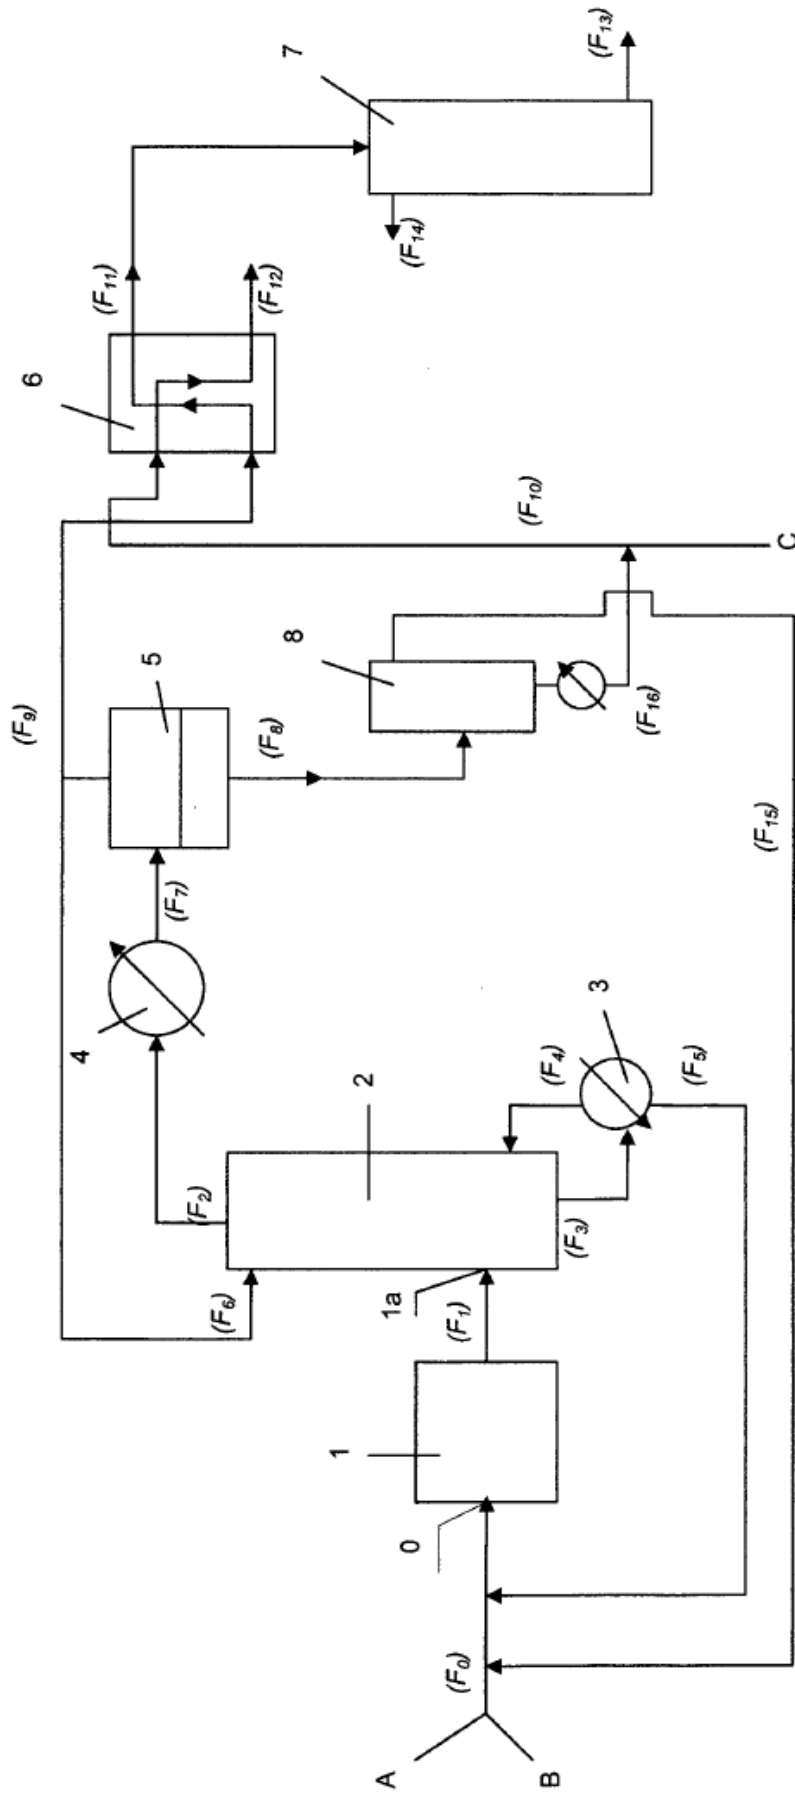 A
B
(F0)
0
1
(F1)
1a
(F6)
(F2)
2
(F3)
(F4)
3
(F5)
4
(F7)
5
(F8)
(F9)
8
(F16)
(F15)
(F10)
C
6
(F11)
(F12)
7
(F14)
(F13)